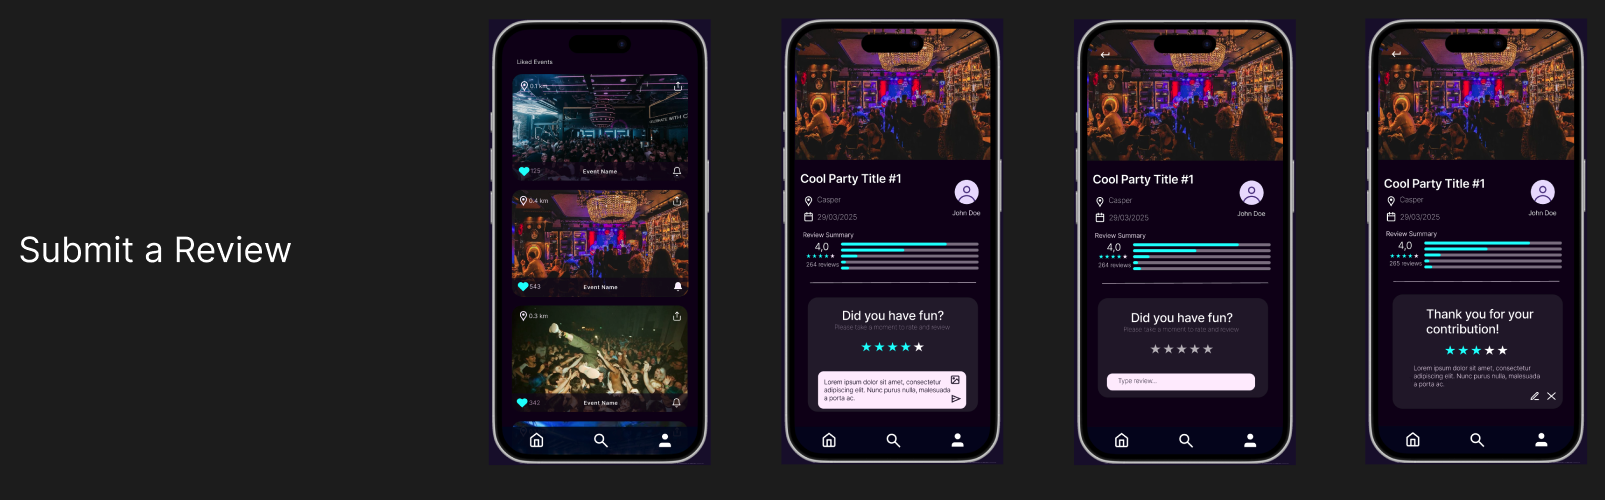 Submit a Review
Liked Events
0.1 km
125
Event Name
0.4 km
543
Event Name
0.3 km
342
Event Name
Cool Party Title #1
Casper
29/03/2025
John Doe
Review Summary
4,0
264 reviews
Did you have fun?
Please take a moment to rate and review
Lorem ipsum dolor sit amet, consectetur
adipiscing elit. Nunc purus nulla, malesuada
a porta ac.
Cool Party Title #1
Casper
29/03/2025
John Doe
Review Summary
4,0
264 reviews
Did you have fun?
Please take a moment to rate and review
Type review...
Cool Party Title #1
Casper
29/03/2025
John Doe
Review Summary
4,0
265 reviews
Thank you for your
contribution!
Lorem ipsum dolor sit amet, consectetur
adipiscing elit. Nunc purus nulla, malesuada
a porta ac.